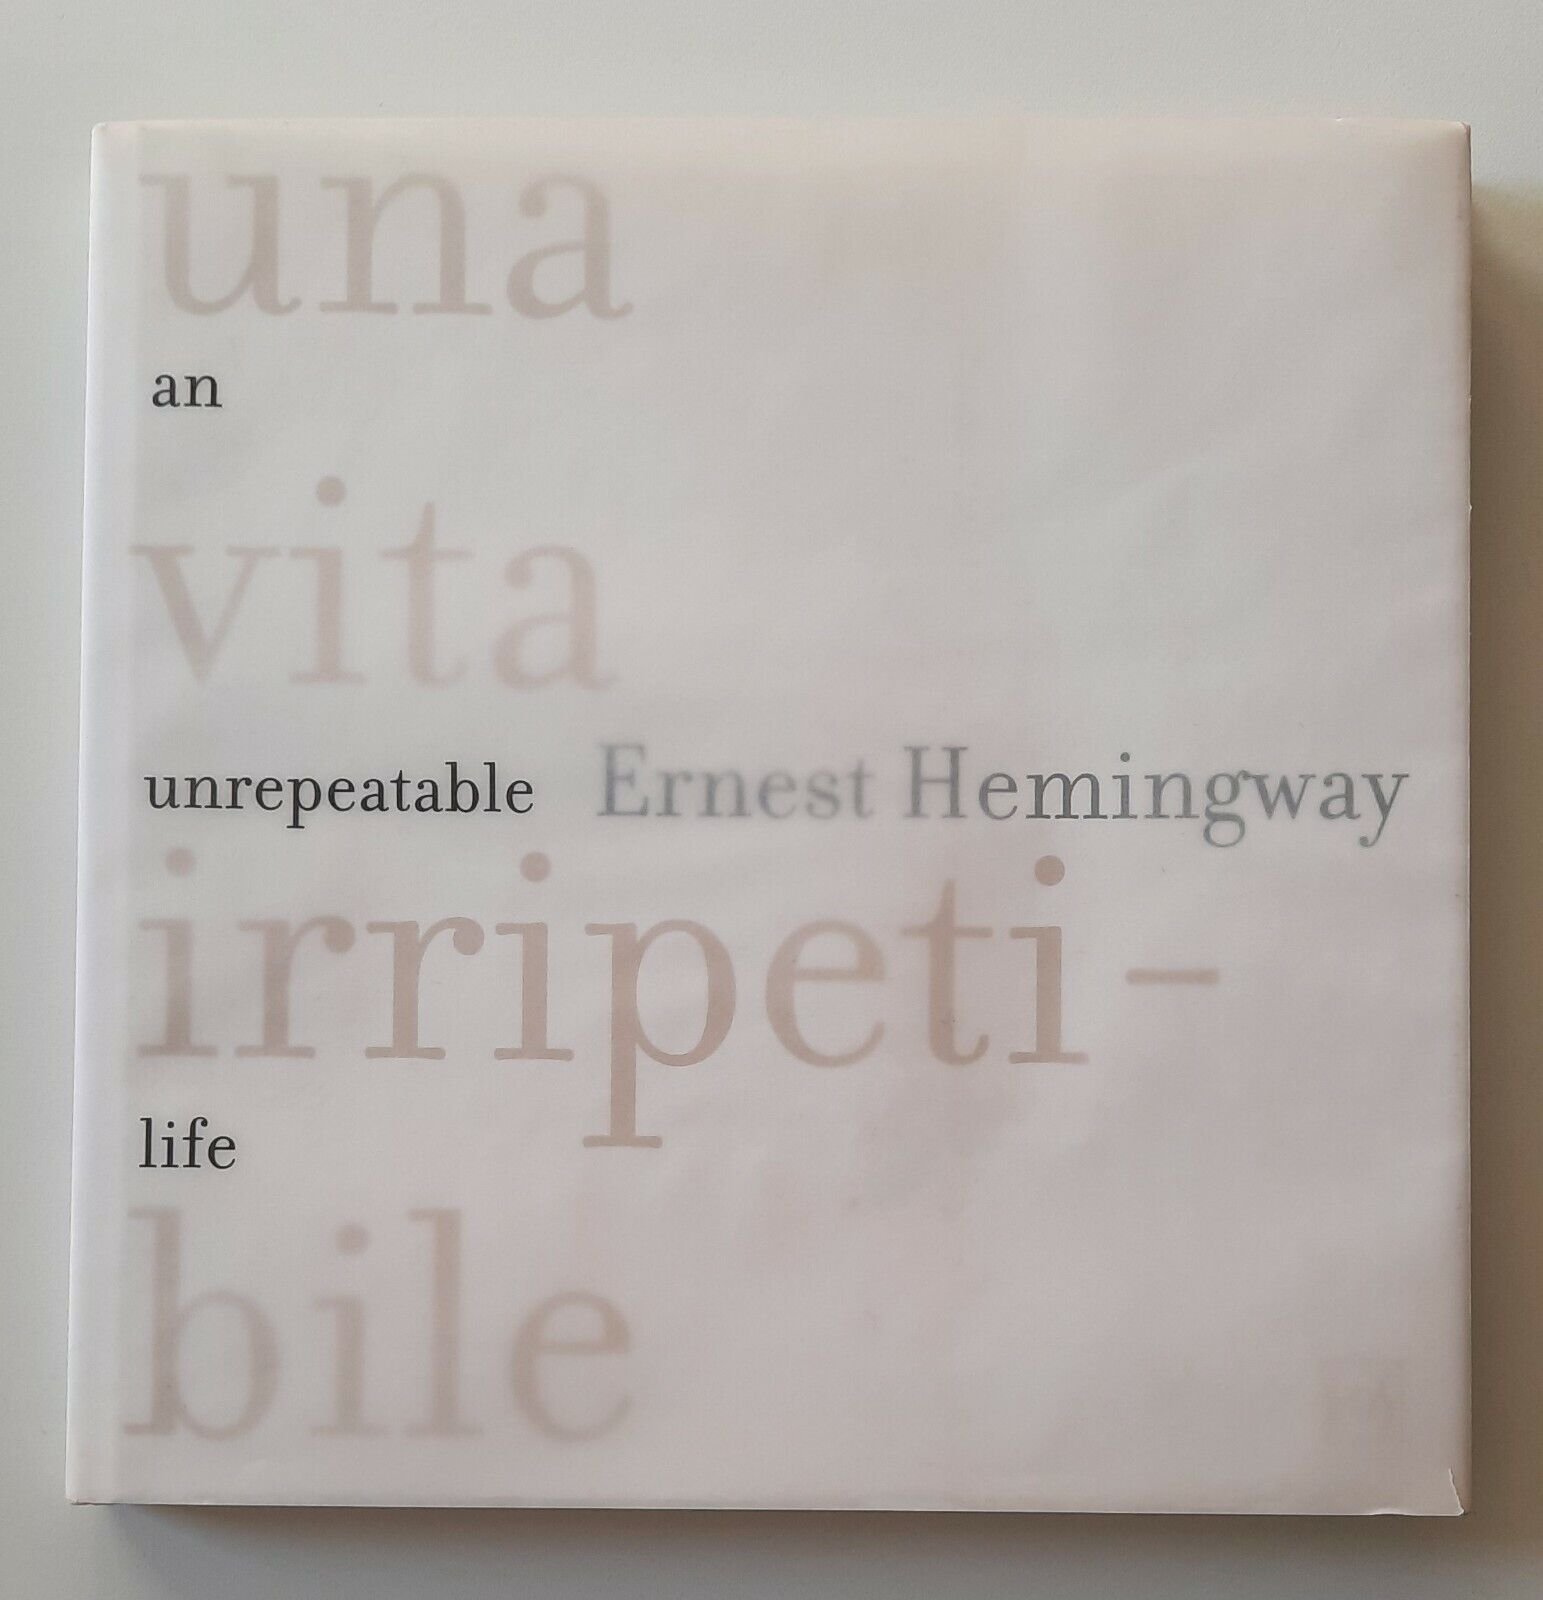 una
an
vita
unrepeatable Ernest Hemingway
irripeti-
life
bile